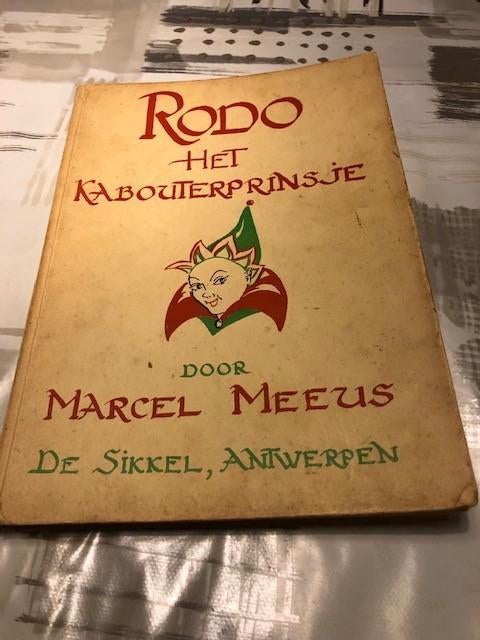 RODO
HET
KABOUTERPRINSJE
DOOR
MARCEL MEEUS
DE SIKKEL, ANTWERPEN